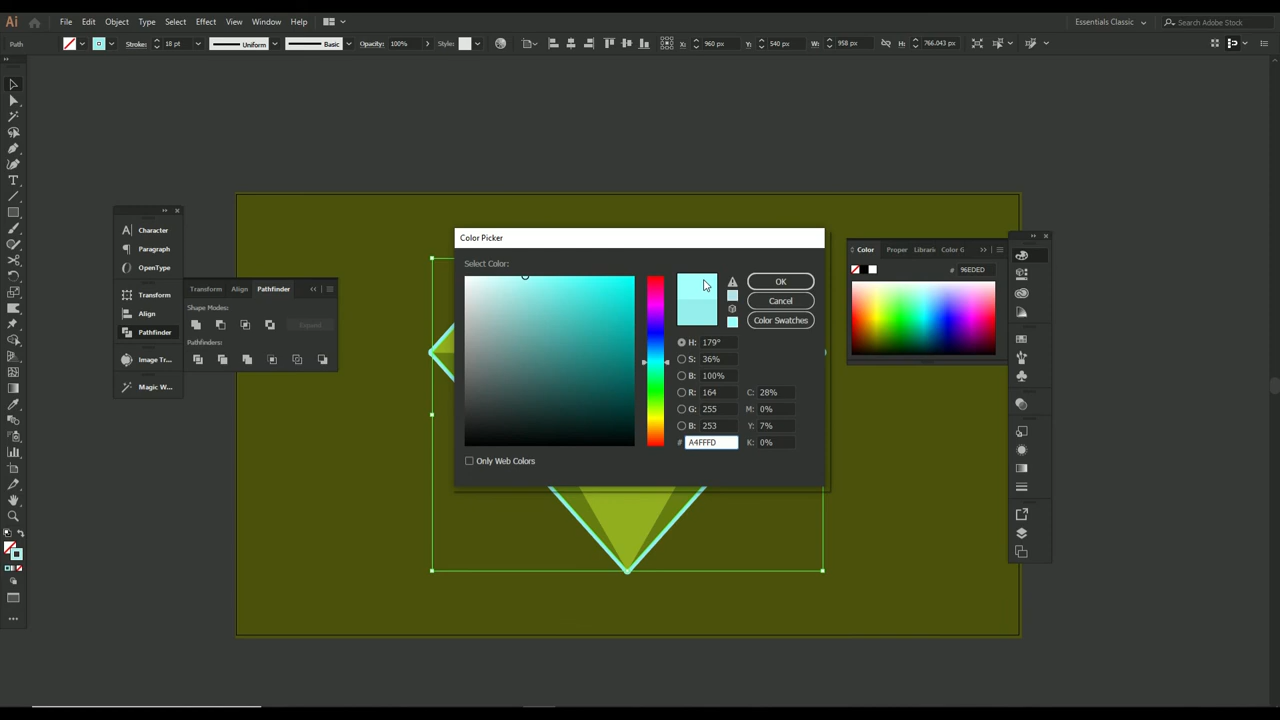 Ai File Edit Object Type Select Effect View Window Help Essentials Classic Search Adobe Stock
Path Stroke: 18 pt Uniform Basic Opacity: 100% Style: X: 960 px Y: 540 px W: 958 px H: 766.043 px
Character
Paragraph
OpenType
Transform
Align
Pathfinder
Image Tr...
Magic W...
Transform Align Pathfinder
Shape Modes:
Expand
Pathfinders:
Color Picker
Select Color:
OK
Cancel
Color Swatches
H: 179°
S: 36%
B: 100%
R: 164 C: 28%
G: 255 M: 0%
B: 253 Y: 7%
# A4FFFD K: 0%
Only Web Colors
Color Proper Librari Color G
# 96EDED